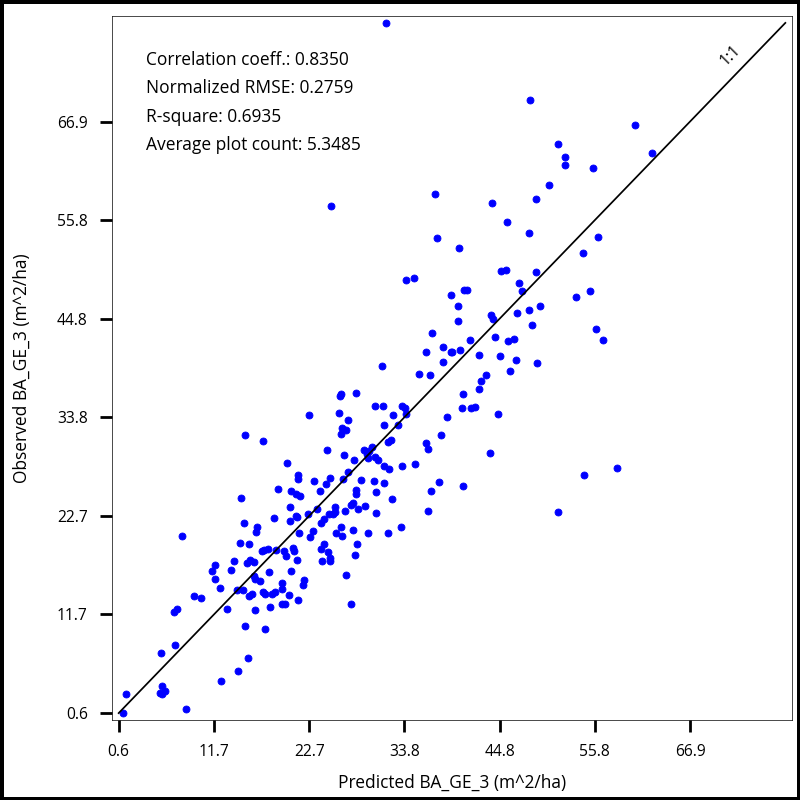 Correlation coeff.: 0.8350
Normalized RMSE: 0.2759
R-square: 0.6935
Average plot count: 5.3485
1:1
66.9
55.8
44.8
33.8
22.7
11.7
0.6
Observed BA_GE_3 (m^2/ha)
0.6 11.7 22.7 33.8 44.8 55.8 66.9
Predicted BA_GE_3 (m^2/ha)